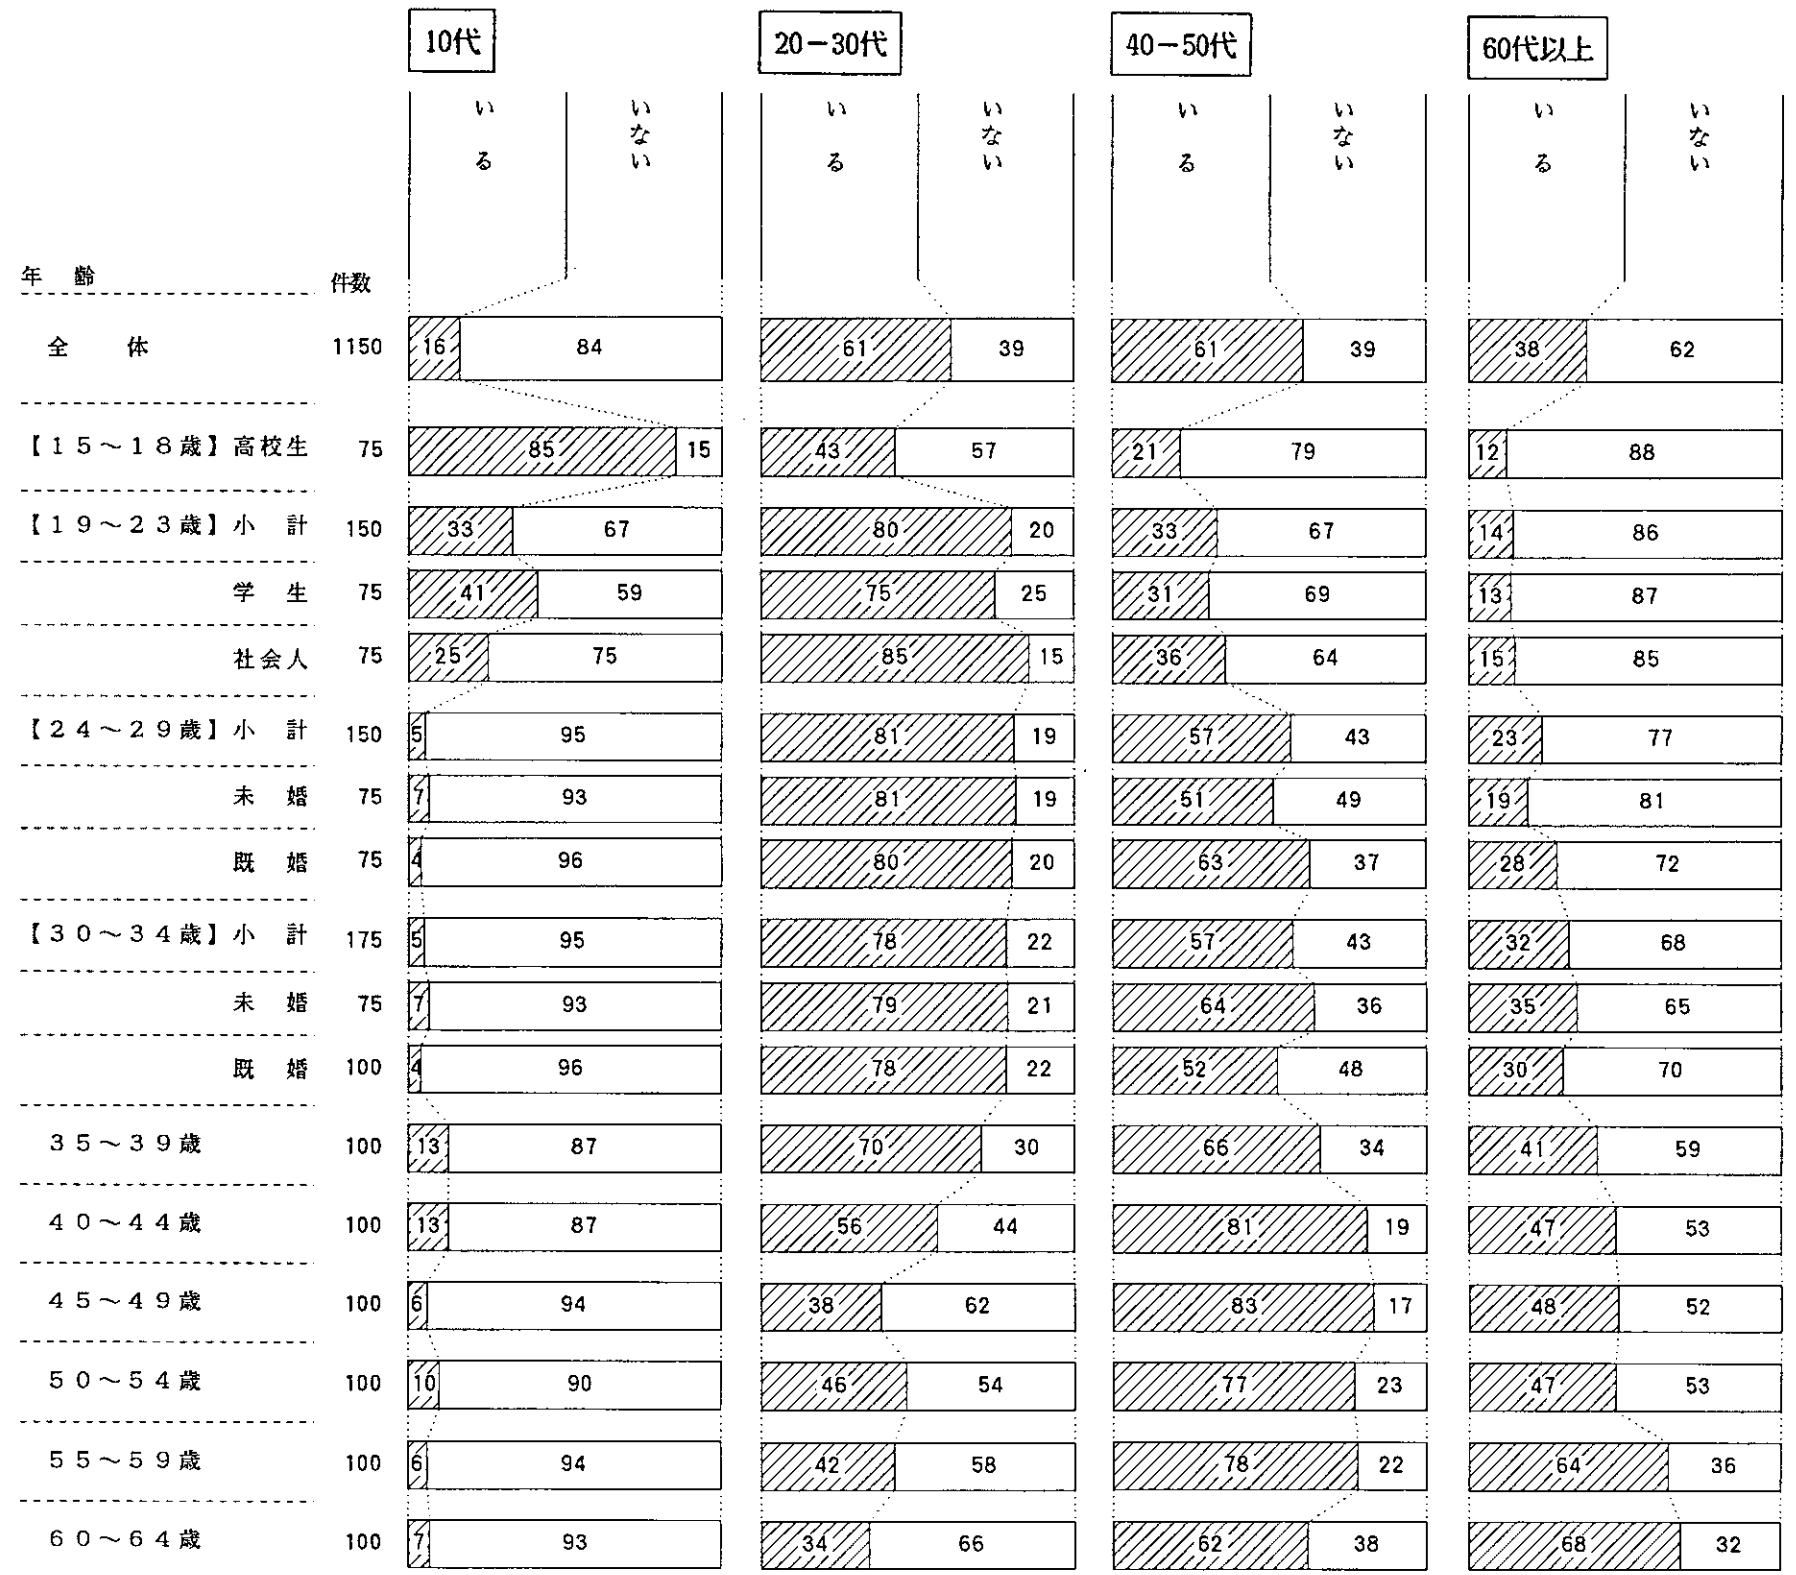 10代 20−30代 40−50代 60代以上
いる いない いる いない いる いない いる いない
年 齢 件数
全 体 1150 16 84 61 39 61 39 38 62
【15〜18歳】高校生 75 85 15 43 57 21 79 12 88
【19〜23歳】小 計 150 33 67 80 20 33 67 14 86
学 生 75 41 59 75 25 31 69 13 87
社会人 75 25 75 85 15 36 64 15 85
【24〜29歳】小 計 150 5 95 81 19 57 43 23 77
未 婚 75 7 93 81 19 51 49 19 81
既 婚 75 4 96 80 20 63 37 28 72
【30〜34歳】小 計 175 5 95 78 22 57 43 32 68
未 婚 75 7 93 79 21 64 36 35 65
既 婚 100 4 96 78 22 52 48 30 70
35〜39歳 100 13 87 70 30 66 34 41 59
40〜44歳 100 13 87 56 44 81 19 47 53
45〜49歳 100 6 94 38 62 83 17 48 52
50〜54歳 100 10 90 46 54 77 23 47 53
55〜59歳 100 6 94 42 58 78 22 64 36
60〜64歳 100 7 93 34 66 62 38 68 32